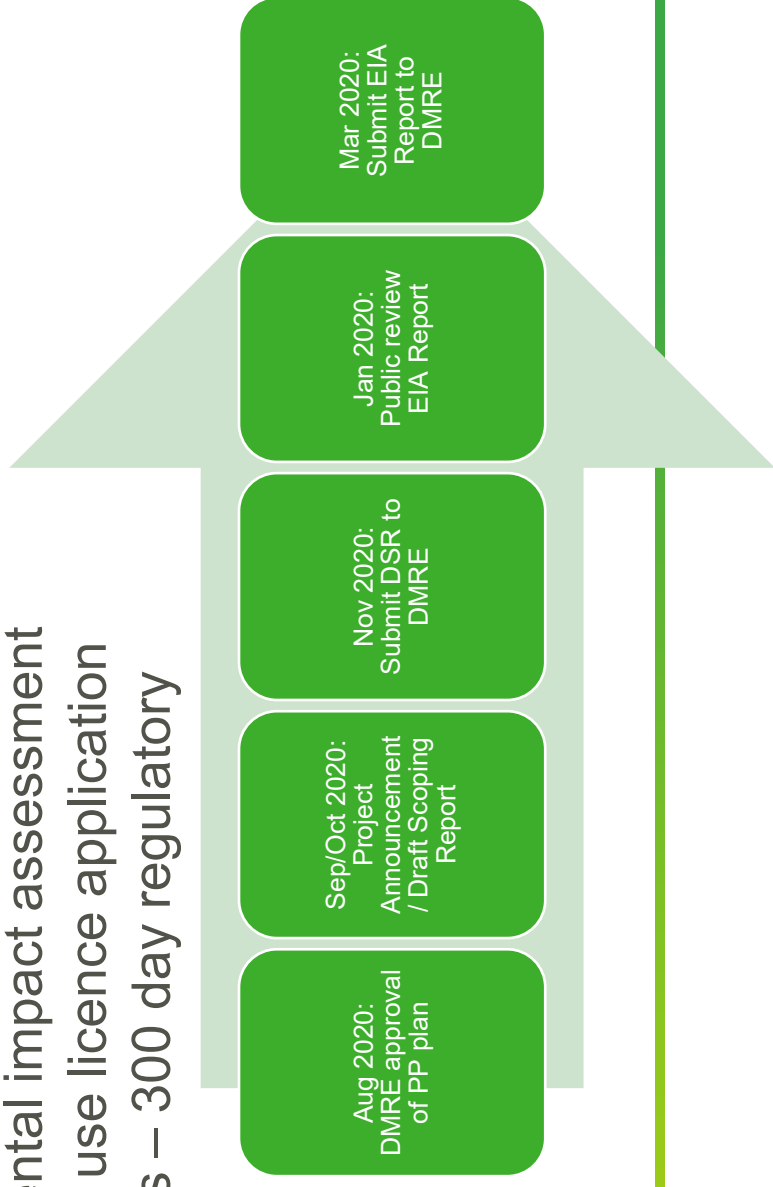 ental impact assessment
use licence application
s – 300 day regulatory
Aug 2020:
DMRE approval
of PP plan
Sep/Oct 2020:
Project
Announcement
/ Draft Scoping
Report
Nov 2020:
Submit DSR to
DMRE
Jan 2020:
Public review
EIA Report
Mar 2020:
Submit EIA
Report to
DMRE